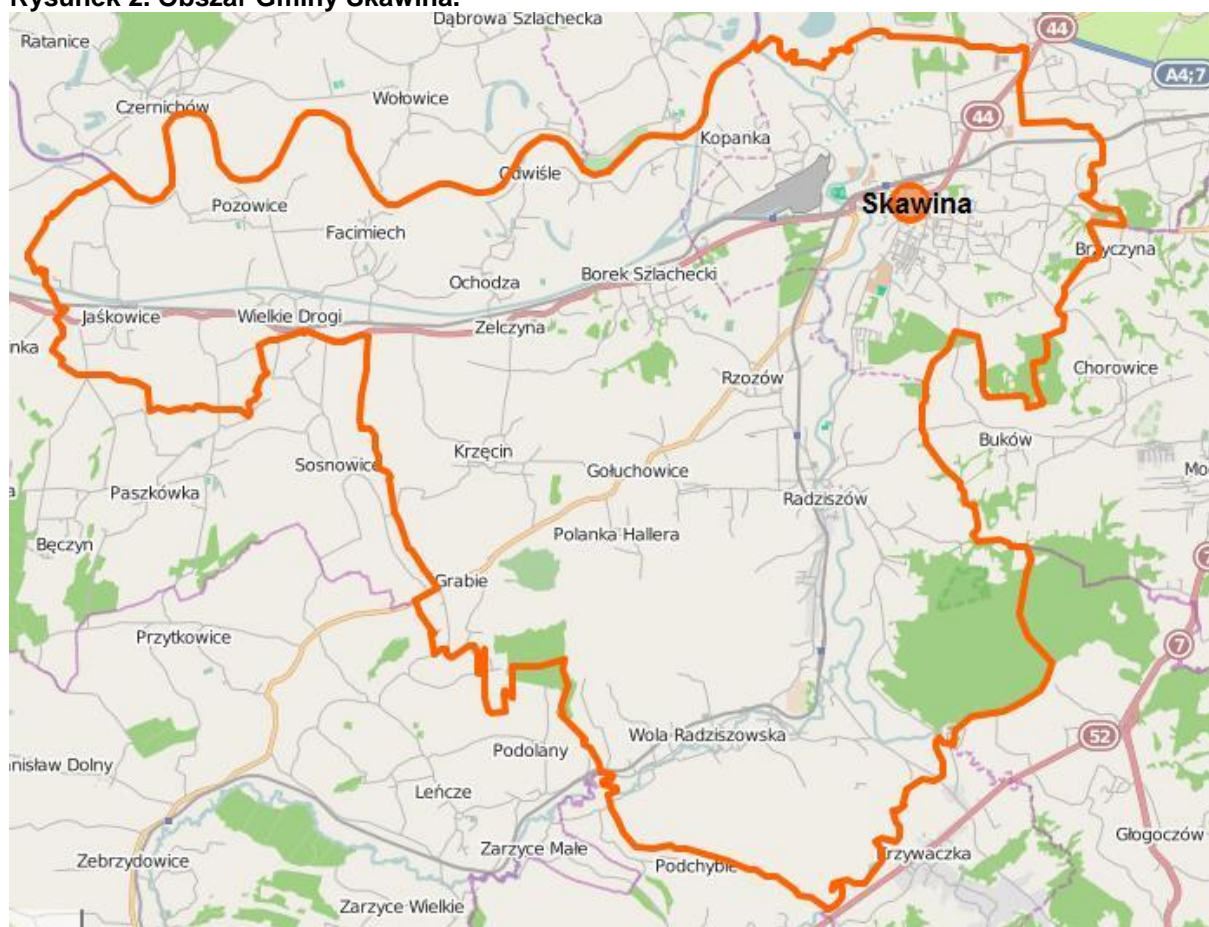 Rysunek 2. Obszar Gminy Skawina.
Dąbrowa Szlachecka
44
Ratanice
A4;7
Wołowice
Czernichów
44
Kopanka
Odwiśle
Skawina
Pozowice
Facimiech
Brzyczyna
Borek Szlachecki
Ochodza
Jaśkowice
Wielkie Drogi
Zelczyna
nka
Chorowice
Rzozów
Buków
Krzęcin
Sosnowice
Gołuchowice
Mo
Paszkówka
Radziszów
Polanka Hallera
Bęczyn
Grabie
Przytkowice
7
Wola Radziszowska
52
Podolany
nisław Dolny
Leńcze
Głogoczów
Zarzyce Małe
Krzywaczka
Zebrzydowice
Podchybie
Zarzyce Wielkie